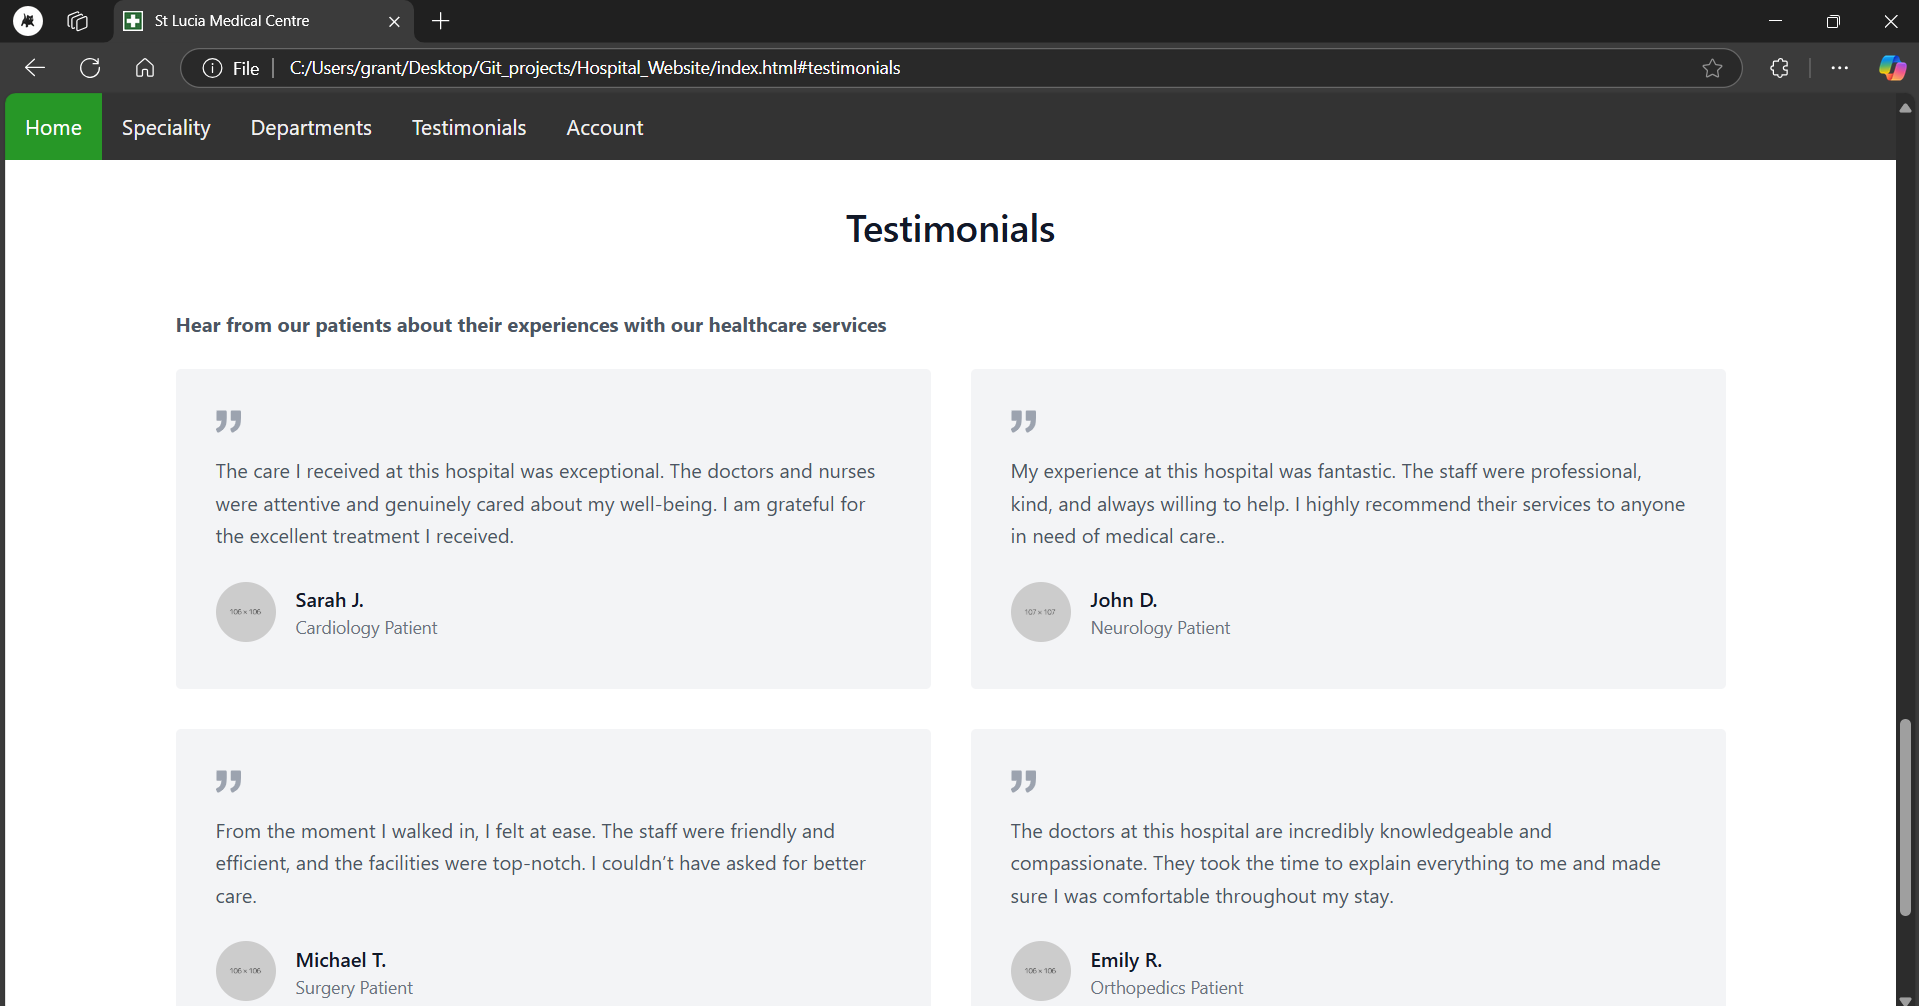 St Lucia Medical Centre
File
C:/Users/grant/Desktop/Git_projects/Hospital_Website/index.html#testimonials
Home Speciality Departments Testimonials Account
Testimonials
Hear from our patients about their experiences with our healthcare services
The care I received at this hospital was exceptional. The doctors and nurses
were attentive and genuinely cared about my well-being. I am grateful for
the excellent treatment I received.
106 × 106
Sarah J.
Cardiology Patient
My experience at this hospital was fantastic. The staff were professional,
kind, and always willing to help. I highly recommend their services to anyone
in need of medical care..
107 × 107
John D.
Neurology Patient
From the moment I walked in, I felt at ease. The staff were friendly and
efficient, and the facilities were top-notch. I couldn’t have asked for better
care.
106 × 106
Michael T.
Surgery Patient
The doctors at this hospital are incredibly knowledgeable and
compassionate. They took the time to explain everything to me and made
sure I was comfortable throughout my stay.
106 × 106
Emily R.
Orthopedics Patient